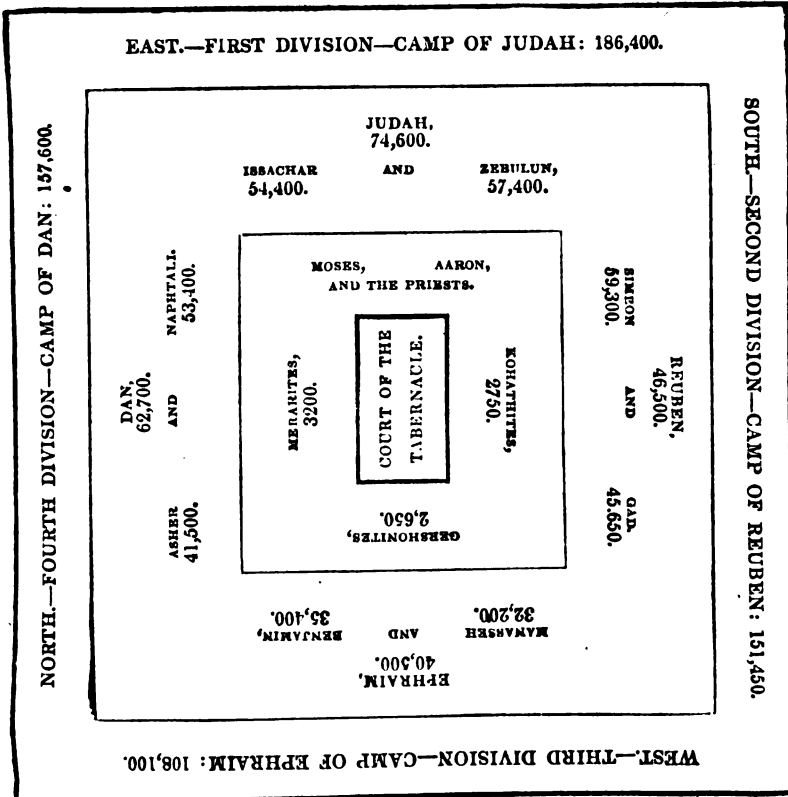 EAST.—FIRST DIVISION—CAMP OF JUDAH: 186,400.
JUDAH,
74,600.
ISSACHAR AND ZEBULUN,
54,400. 57,400.
SOUTH.—SECOND DIVISION—CAMP OF REUBEN: 151,450.
REUBEN,
46,500.
SIMEON AND GAD.
59,300. 45.650.
WEST.—THIRD DIVISION—CAMP OF EPHRAIM: 108,100.
EPHRAIM,
40,500.
MANASSEH AND BENJAMIN,
32,200. 35,400.
NORTH.—FOURTH DIVISION—CAMP OF DAN: 157,600.
DAN,
62,700.
ASHER AND NAPHTALI.
41,500. 53,400.
MOSES, AARON,
AND THE PRIESTS.
KOHATHITES,
2750.
GERSHONITES,
2,650.
MERARITES,
3200.
COURT OF THE
TABERNACLE.